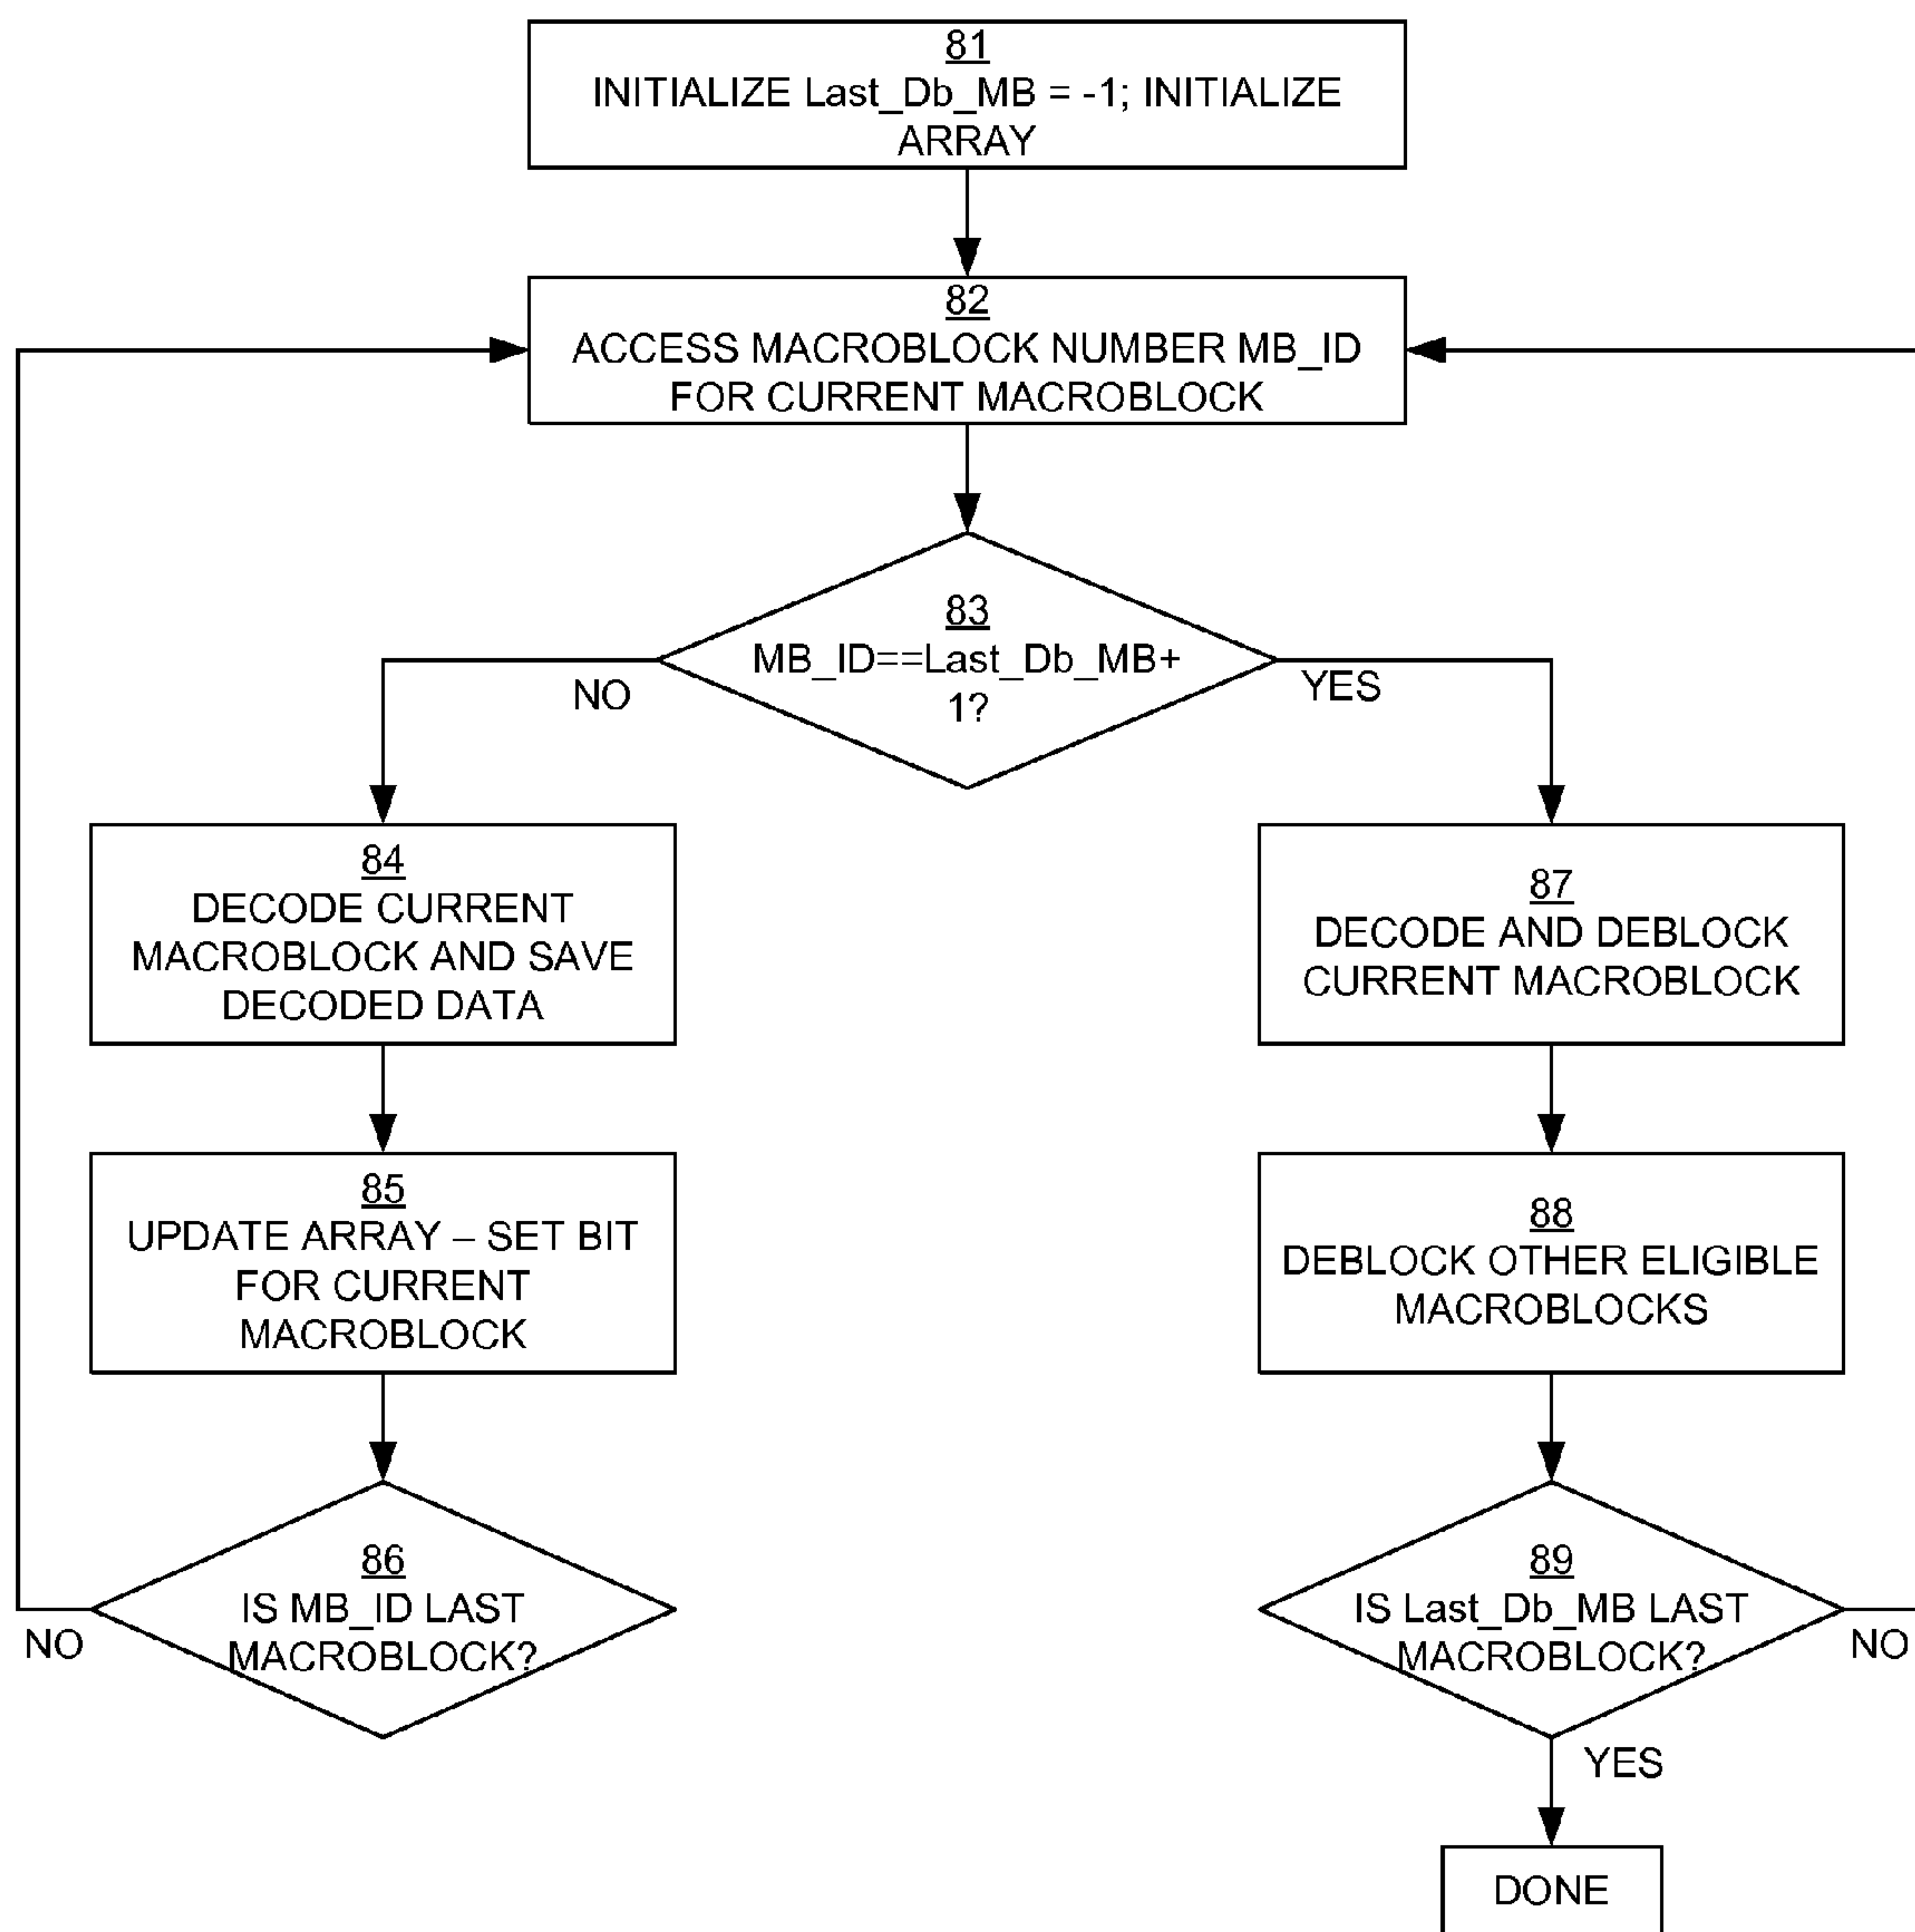 81
INITIALIZE Last_Db_MB = -1; INITIALIZE
ARRAY
82
ACCESS MACROBLOCK NUMBER MB_ID
FOR CURRENT MACROBLOCK
83
MB_ID==Last_Db_MB+
1?
NO
YES
84
DECODE CURRENT
MACROBLOCK AND SAVE
DECODED DATA
87
DECODE AND DEBLOCK
CURRENT MACROBLOCK
85
UPDATE ARRAY – SET BIT
FOR CURRENT
MACROBLOCK
88
DEBLOCK OTHER ELIGIBLE
MACROBLOCKS
86
IS MB_ID LAST
MACROBLOCK?
NO
89
IS Last_Db_MB LAST
MACROBLOCK?
NO
YES
DONE